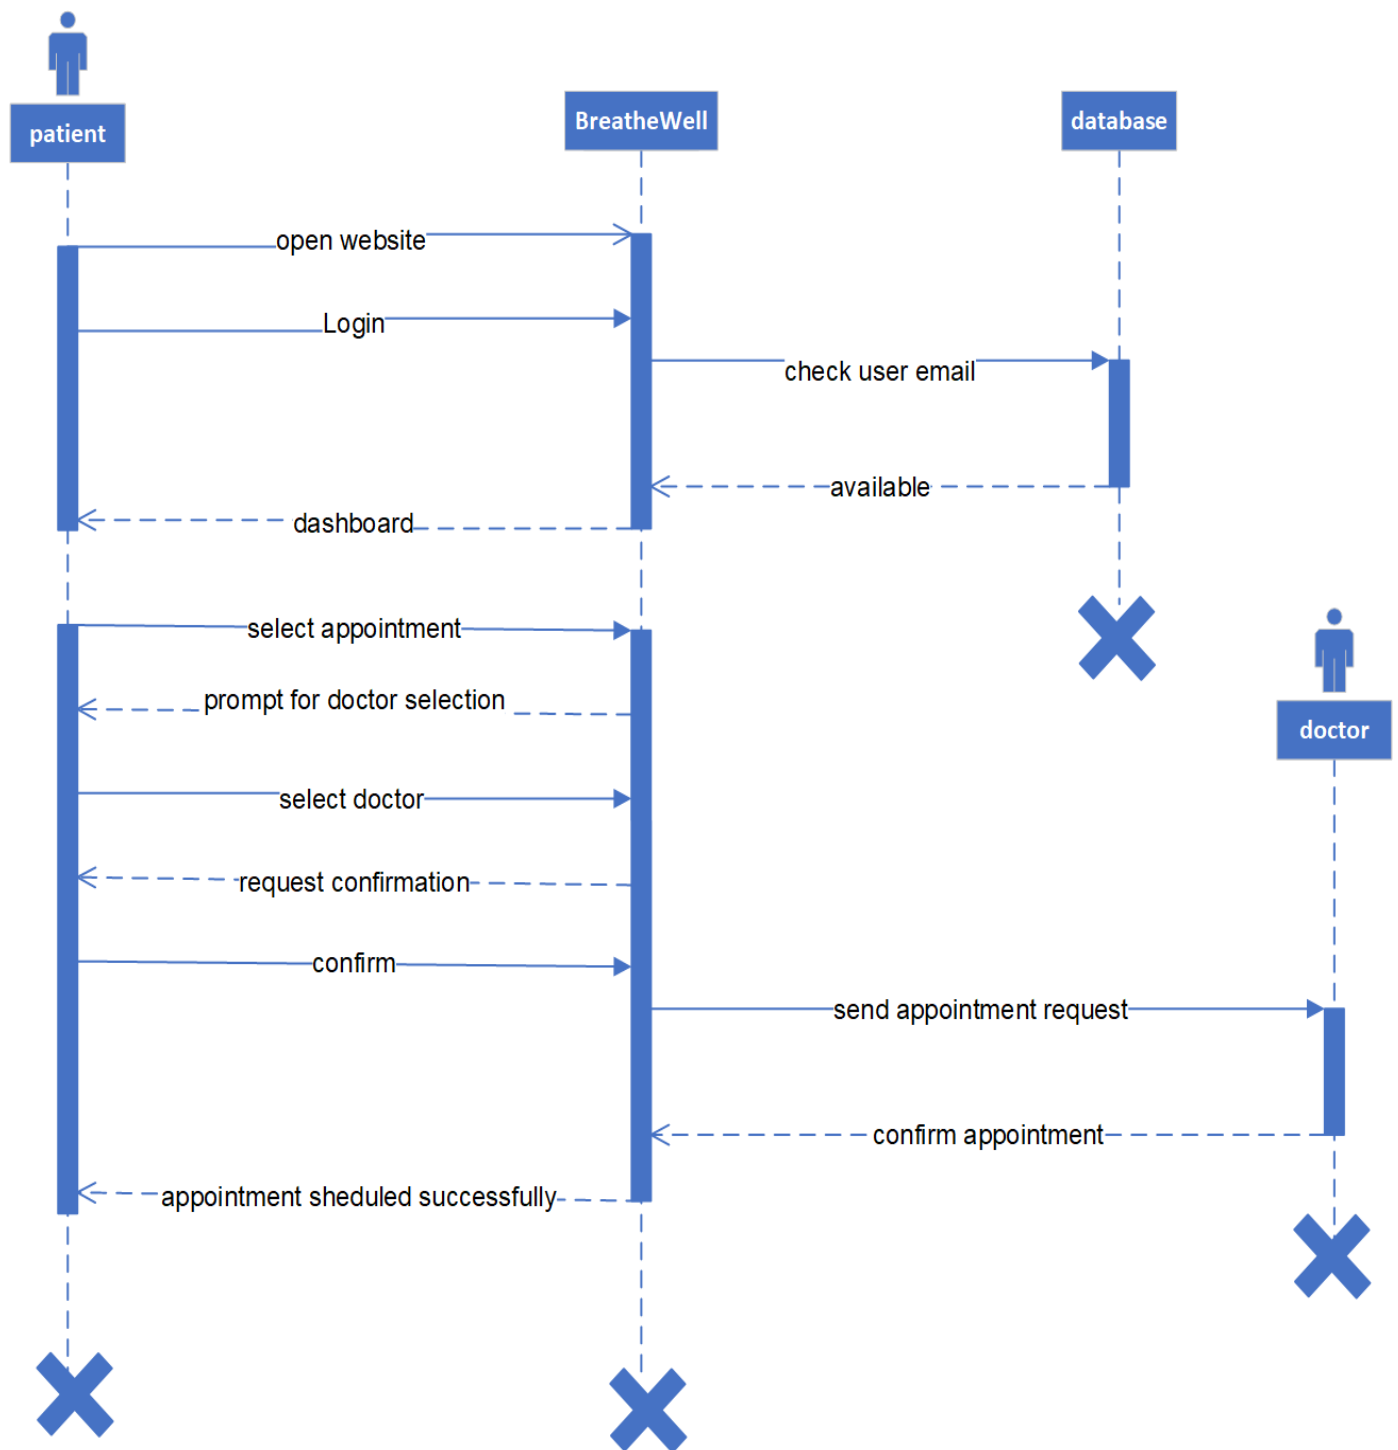 patient
BreatheWell
database
open website
Login
check user email
available
dashboard
select appointment
prompt for doctor selection
doctor
select doctor
request confirmation
confirm
send appointment request
confirm appointment
appointment sheduled successfully